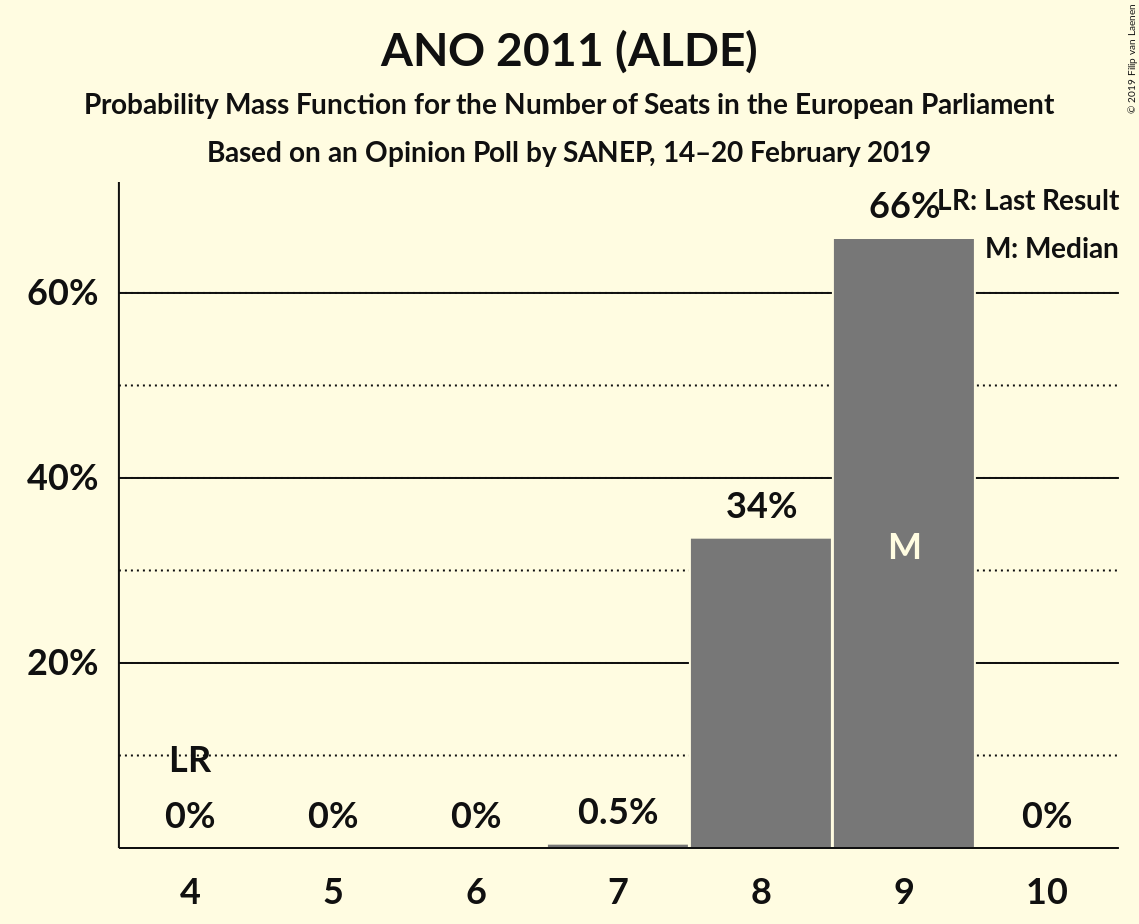 ANO 2011 (ALDE)
Probability Mass Function for the Number of Seats in the European Parliament
Based on an Opinion Poll by SANEP, 14–20 February 2019
© 2019 Filip van Laenen
LR: Last Result
M: Median
60%
40%
20%
66%
34%
M
LR
0%
0%
0%
0.5%
0%
4
5
6
7
8
9
10